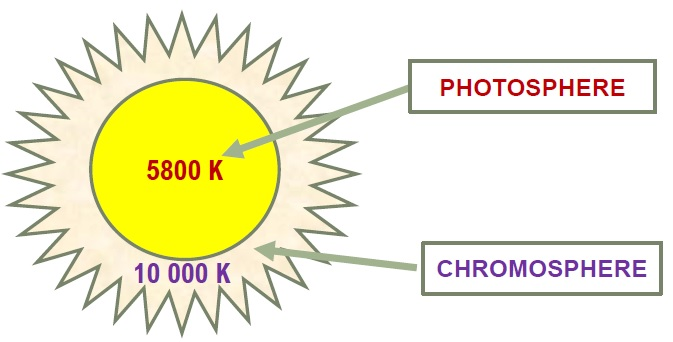 PHOTOSPHERE
5800 K
CHROMOSPHERE
10 000 K